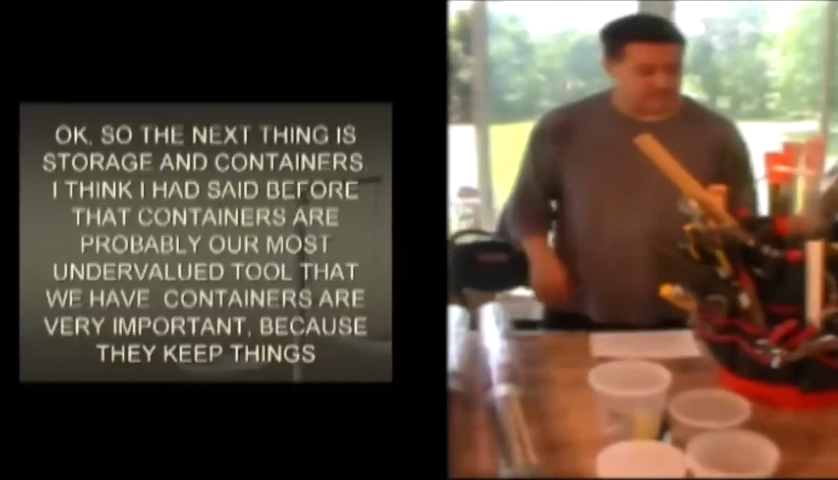 OK, SO THE NEXT THING IS
STORAGE AND CONTAINERS.
I THINK I HAD SAID BEFORE
THAT CONTAINERS ARE
PROBABLY OUR MOST
UNDERVALUED TOOL THAT
WE HAVE CONTAINERS ARE
VERY IMPORTANT, BECAUSE
THEY KEEP THINGS